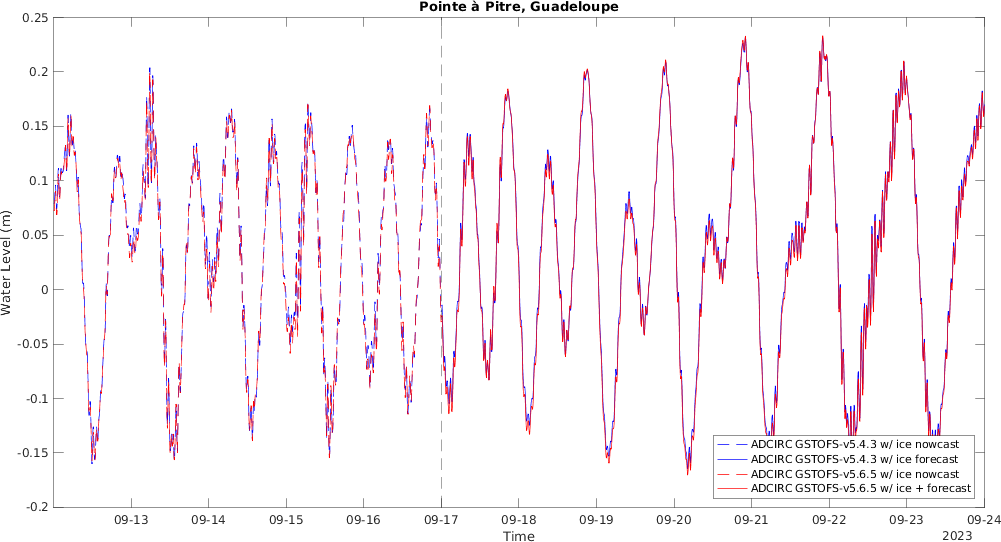 Pointe à Pitre, Guadeloupe
0.25
0.2
0.15
0.1
0.05
0
-0.05
-0.1
-0.15
-0.2
Water Level (m)
ADCIRC GSTOFS-v5.4.3 w/ ice nowcast
ADCIRC GSTOFS-v5.4.3 w/ ice forecast
ADCIRC GSTOFS-v5.6.5 w/ ice nowcast
ADCIRC GSTOFS-v5.6.5 w/ ice + forecast
09-13 09-14 09-15 09-16 09-17 09-18 09-19 09-20 09-21 09-22 09-23 09-24
Time
2023